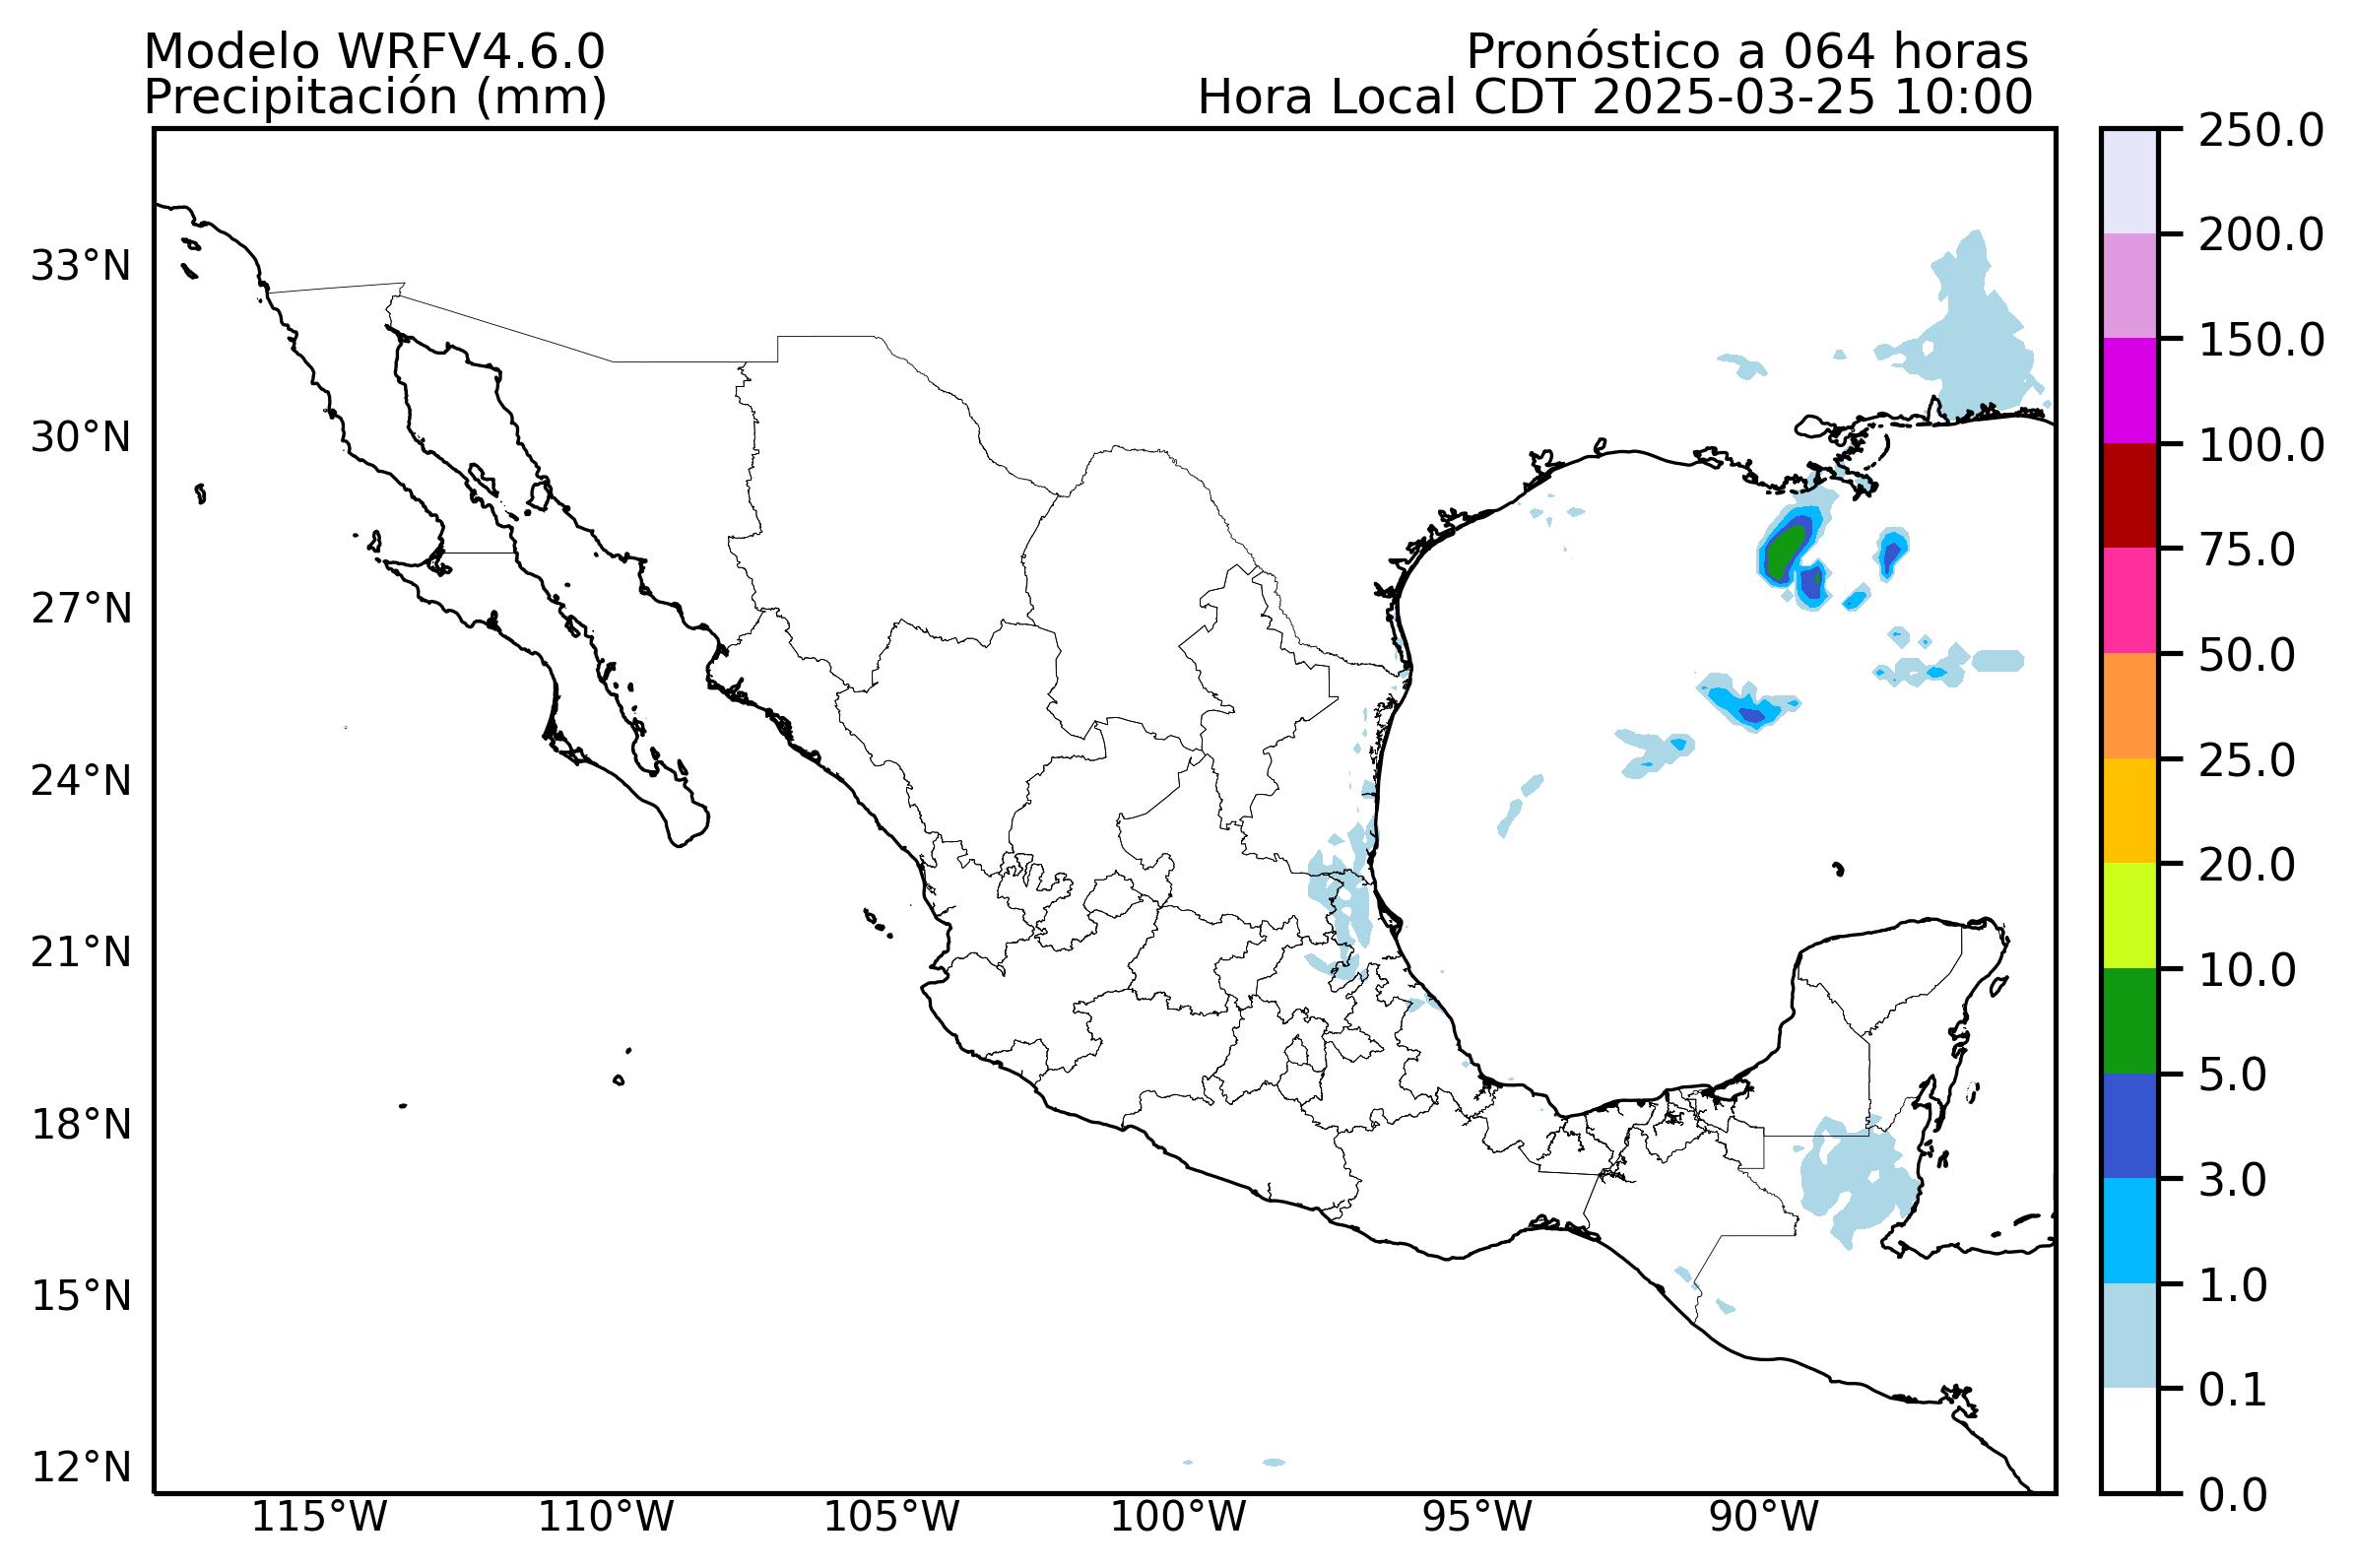 Modelo WRFV4.6.0
Precipitación (mm)
Pronóstico a 064 horas
Hora Local CDT 2025-03-25 10:00
33°N
30°N
27°N
24°N
21°N
18°N
15°N
12°N
115°W
110°W
105°W
100°W
95°W
90°W
250.0
200.0
150.0
100.0
75.0
50.0
25.0
20.0
10.0
5.0
3.0
1.0
0.1
0.0